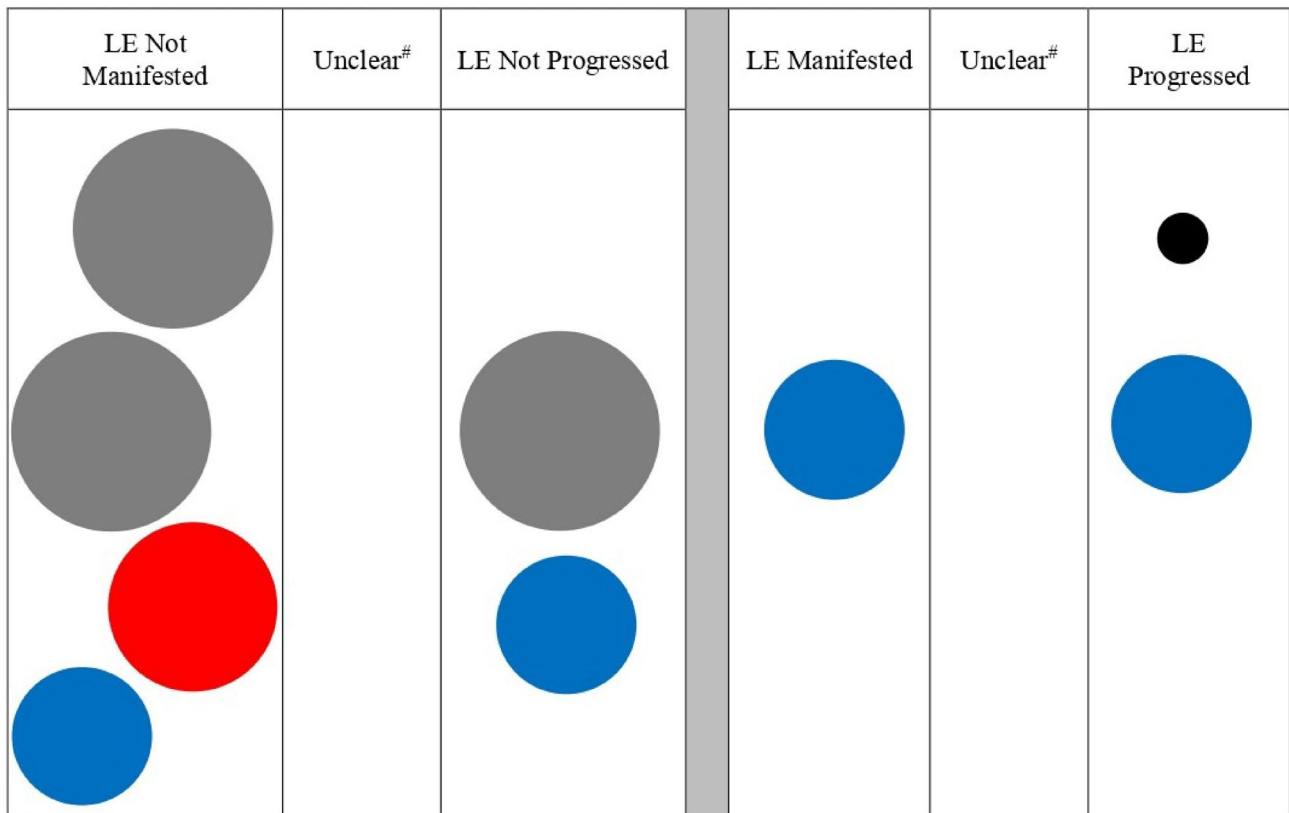 LE Not
Manifested
Unclear#
LE Not Progressed
LE Manifested
Unclear#
LE
Progressed